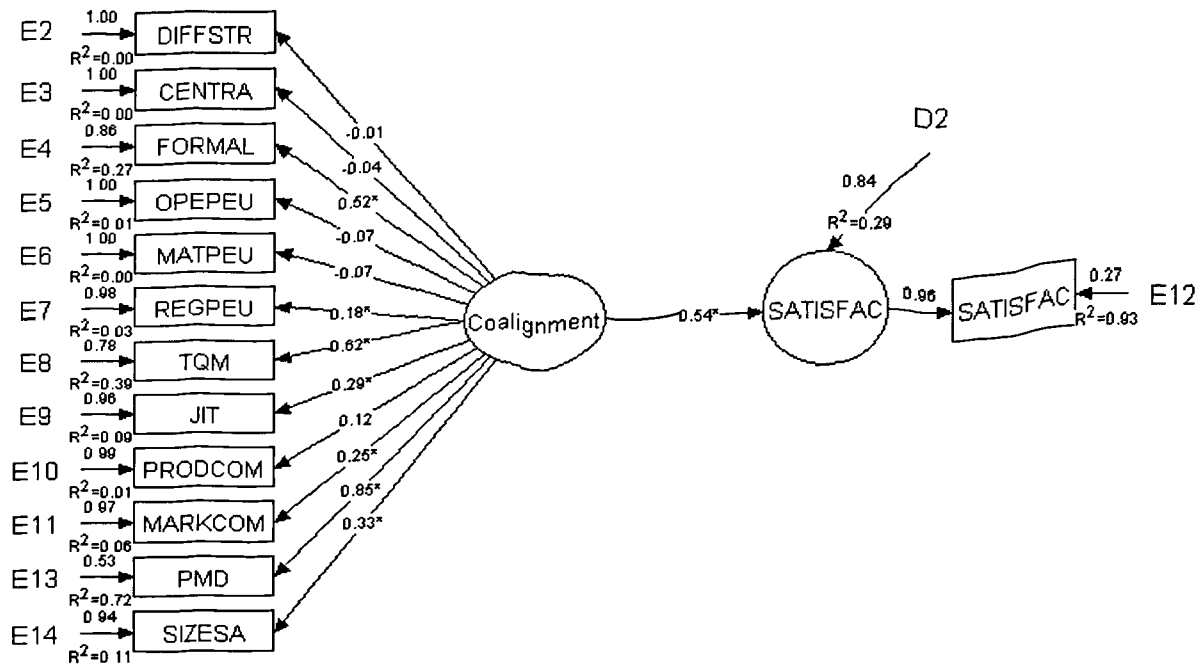 E2
1.00
R²=0.00
DIFFSTR
E3
1.00
R²=0.00
CENTRA
E4
0.86
R²=0.27
FORMAL
E5
1.00
R²=0.01
OPEPEU
E6
1.00
R²=0.00
MATPEU
E7
0.98
R²=0.03
REGPEU
E8
0.78
R²=0.39
TQM
E9
0.96
R²=0.09
JIT
E10
0.99
R²=0.01
PRODCOM
E11
0.97
R²=0.06
MARKCOM
E13
0.53
R²=0.72
PMD
E14
0.94
R²=0.11
SIZESA
-0.01
-0.04
0.52*
-0.07
-0.07
0.18*
0.62*
0.29*
0.12
0.25*
0.85*
0.33*
Coalignment
0.54*
D2
0.84
R²=0.29
SATISFAC
0.96
SATISFAC
0.27
R²=0.93
E12